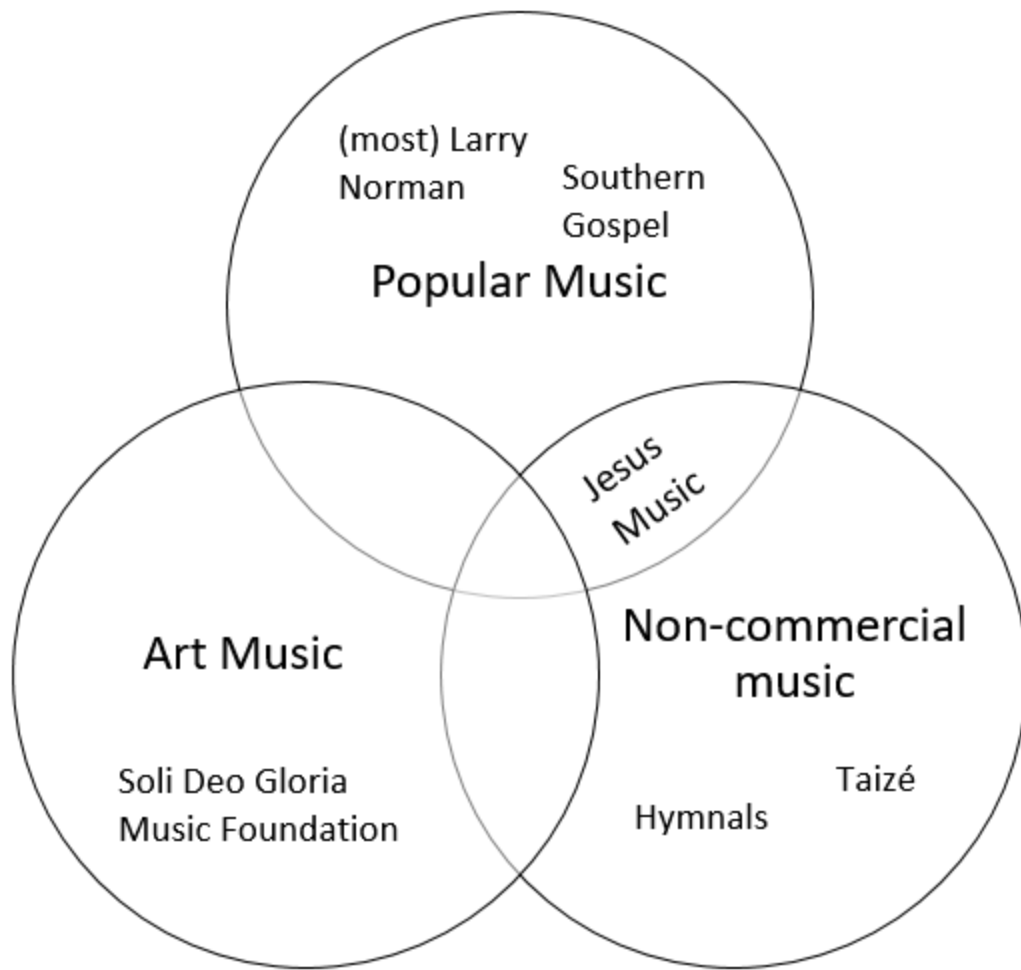 (most) Larry
Norman
Southern
Gospel
Popular Music
Jesus
Music
Art Music
Non-commercial
music
Soli Deo Gloria
Music Foundation
Taizé
Hymnals